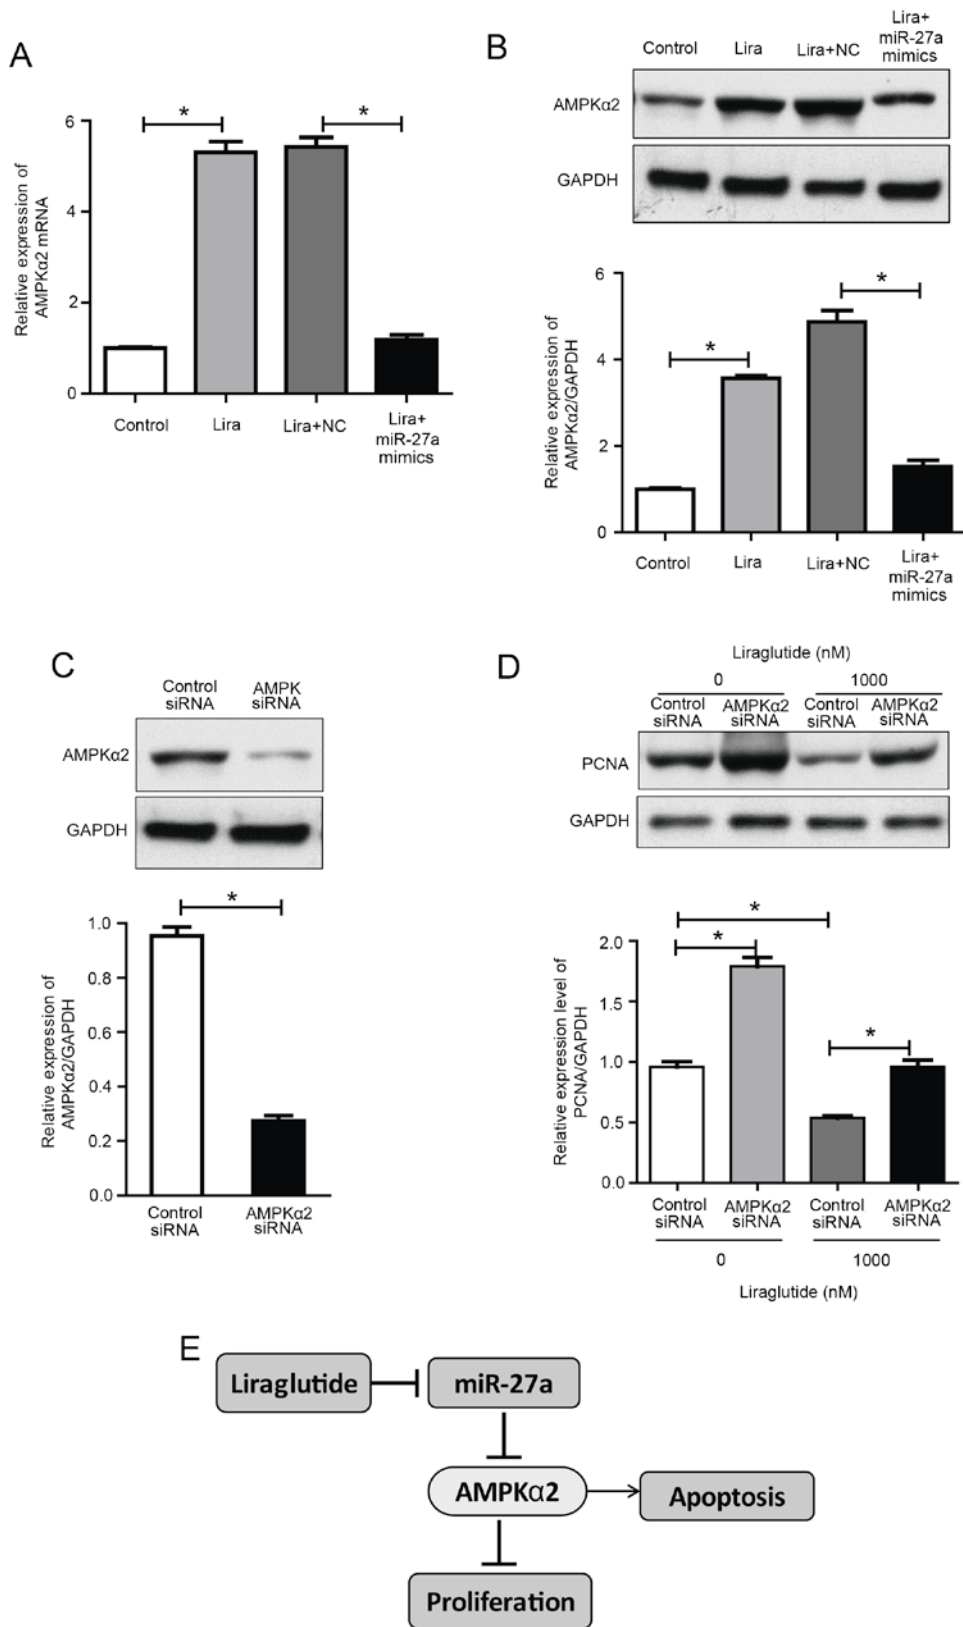 A
Relative expression of
AMPKα2 mRNA
6
4
2
0
*
*
Control
Lira
Lira+NC
Lira+
miR-27a
mimics
B
Control
Lira
Lira+NC
Lira+
miR-27a
mimics
AMPKα2
GAPDH
Relative expression of
AMPKα2/GAPDH
6
4
2
0
*
*
Control
Lira
Lira+NC
Lira+
miR-27a
mimics
C
Control
siRNA
AMPK
siRNA
AMPKα2
GAPDH
Relative expression of
AMPKα2/GAPDH
1.0
0.8
0.6
0.4
0.2
0.0
*
Control
siRNA
AMPKα2
siRNA
D
Liraglutide (nM)
0
1000
Control
siRNA
AMPKα2
siRNA
Control
siRNA
AMPKα2
siRNA
PCNA
GAPDH
Relative expression level of
PCNA/GAPDH
2.0
1.5
1.0
0.5
0.0
*
*
*
Control
siRNA
AMPKα2
siRNA
Control
siRNA
AMPKα2
siRNA
0
1000
Liraglutide (nM)
E
Liraglutide
miR-27a
AMPKα2
Apoptosis
Proliferation